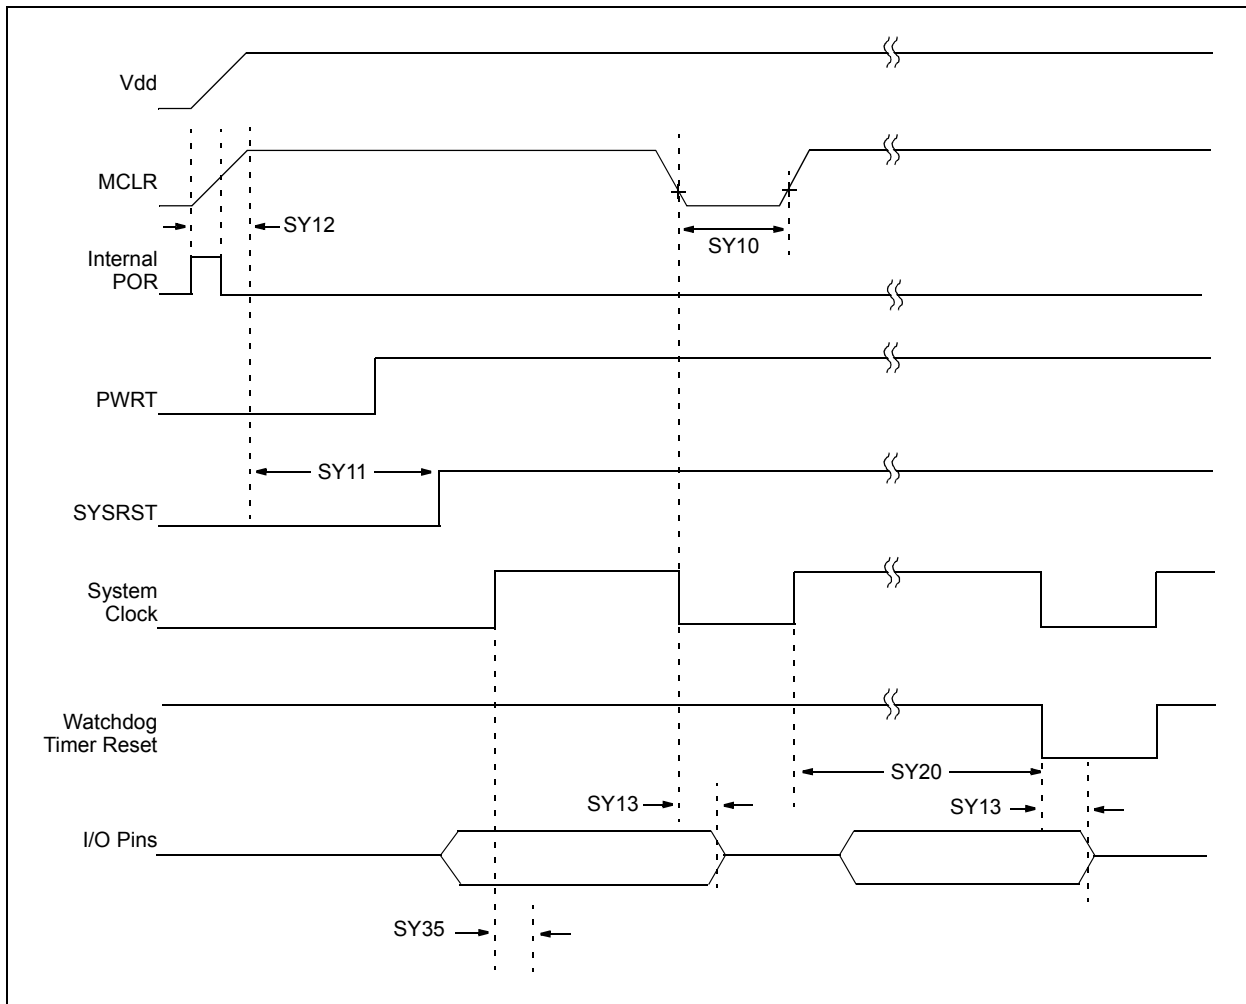 Vdd
MCLR
SY12
SY10
Internal
POR
PWRT
SY11
SYSRST
System
Clock
Watchdog
Timer Reset
SY20
SY13
SY13
I/O Pins
SY35